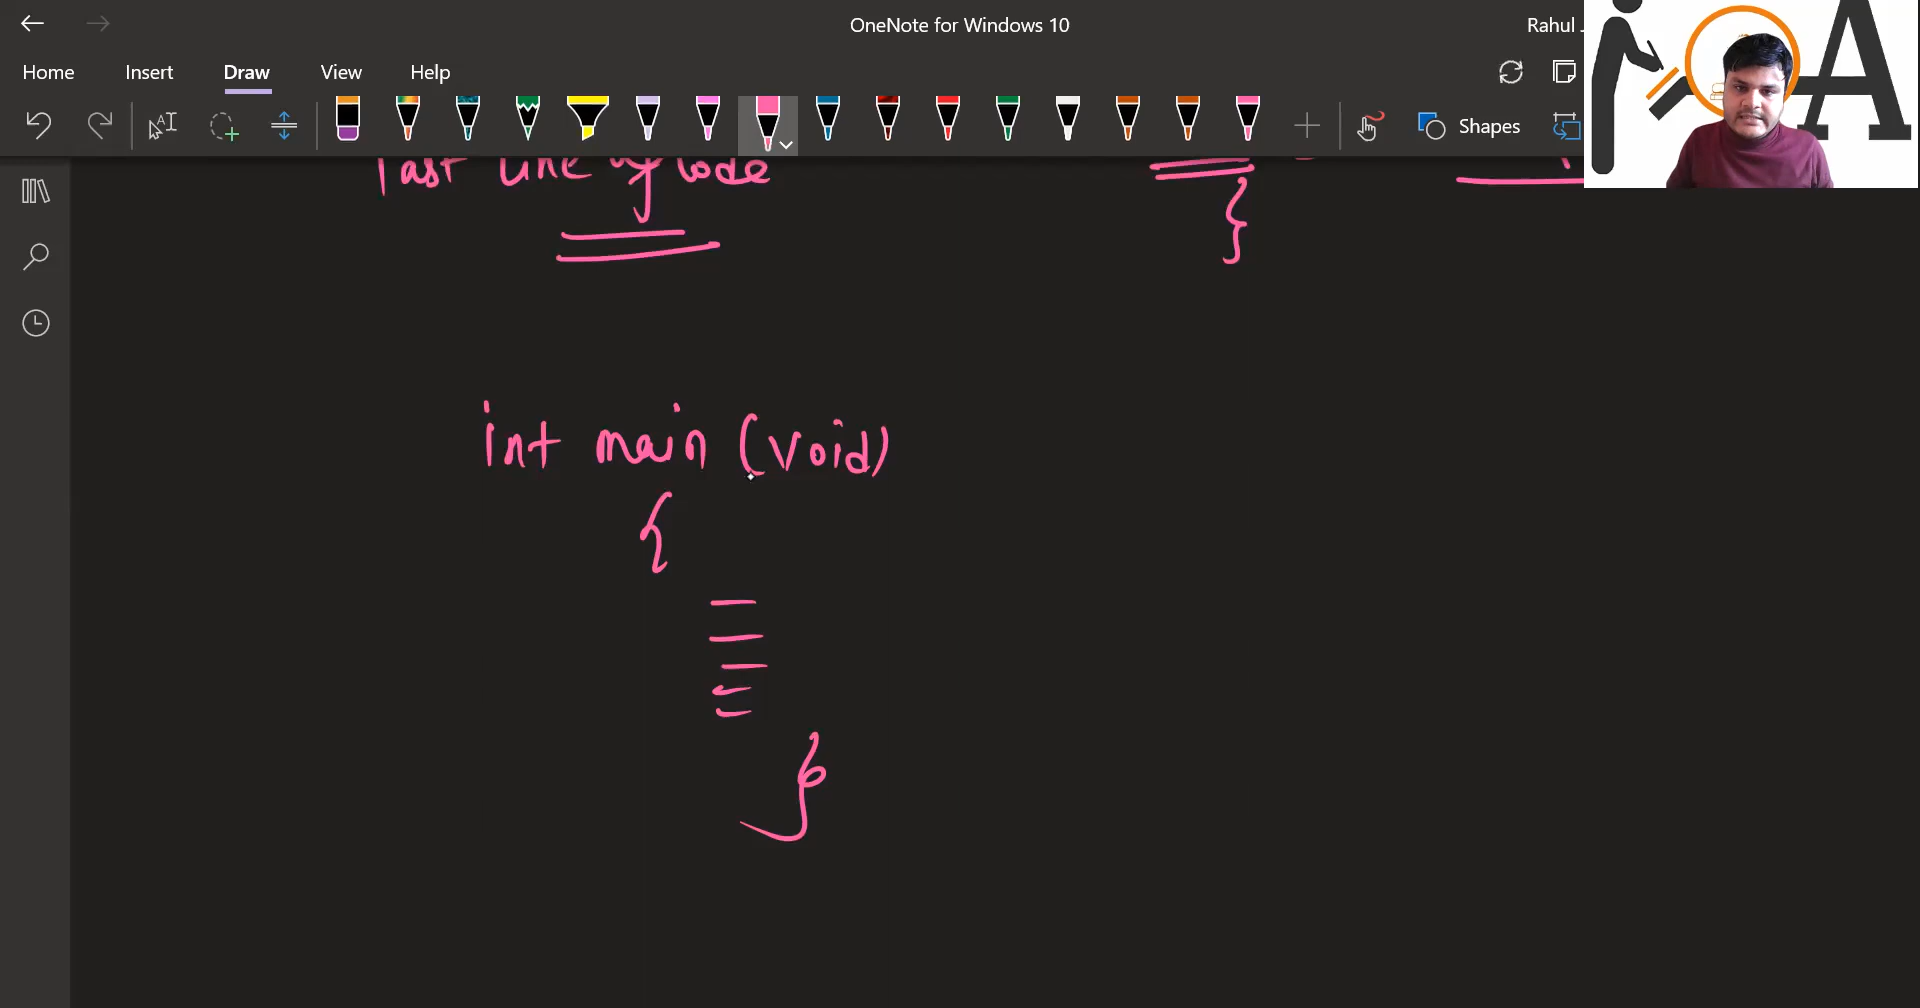 OneNote for Windows 10
Rahul J
Home Insert Draw View Help
Shapes
last line of code
}
int main (void)
{
}
A